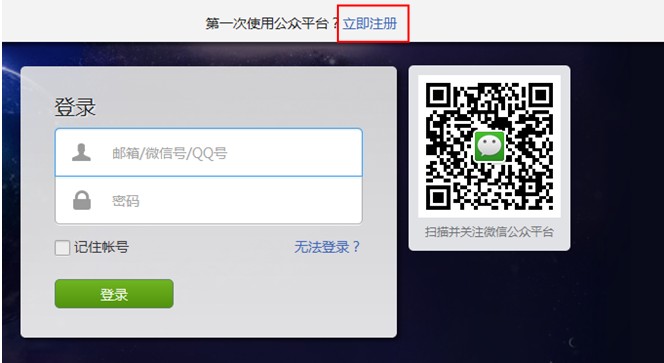 第一次使用公众平台？立即注册
登录
邮箱/微信号/QQ号
密码
记住帐号 无法登录？
登录
扫描并关注微信公众平台